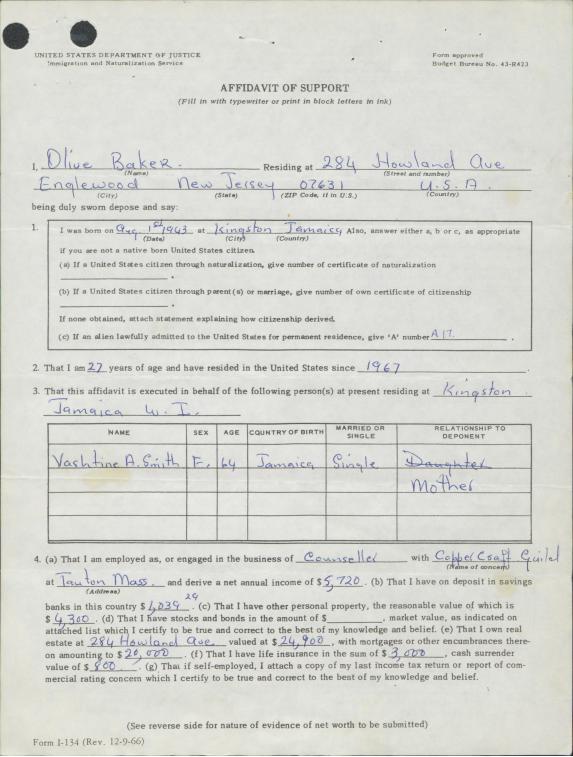 UNITED STATES DEPARTMENT OF JUSTICE
Immigration and Naturalization Service
Form approved
Budget Bureau No. 43-R423
AFFIDAVIT OF SUPPORT
(Fill in with typewriter or print in block letters in ink)
I, Olive Baker. Residing at 284 Howland Ave
(Name) (Street and number)
Englewood New Jersey 07631 U.S.A.
(City) (State) (ZIP Code, if in U.S.) (Country)
being duly sworn depose and say:
1. I was born on Aug 1st 1943 at Kingston Jamaica Also, answer either a, b or c, as appropriate
(Date) (City) (Country)
if you are not a native born United States citizen.
(a) If a United States citizen through naturalization, give number of certificate of naturalization
.
(b) If a United States citizen through parent(s) or marriage, give number of own certificate of citizenship
.
If none obtained, attach statement explaining how citizenship derived.
(c) If an alien lawfully admitted to the United States for permanent residence, give 'A' number A17.
2. That I am 27 years of age and have resided in the United States since 1967.
3. That this affidavit is executed in behalf of the following person(s) at present residing at Kingston
Jamaica W.I.
NAME SEX AGE COUNTRY OF BIRTH MARRIED OR SINGLE RELATIONSHIP TO DEPONENT
Vashtine A. Smith F. 64 Jamaica Single Daughter
Mother
4. (a) That I am employed as, or engaged in the business of Counseller with CopperCraft Guild
(Name of concern)
at Tauton Mass. and derive a net annual income of $5,720. (b) That I have on deposit in savings
(Address)
banks in this country $1,039 29. (c) That I have other personal property, the reasonable value of which is
$4,300. (d) That I have stocks and bonds in the amount of $ , market value, as indicated on
attached list which I certify to be true and correct to the best of my knowledge and belief. (e) That I own real
estate at 284 Howland Ave valued at $24,900, with mortgages or other encumbrances there-
on amounting to $20,000. (f) That I have life insurance in the sum of $3,000, cash surrender
value of $800. (g) That if self-employed, I attach a copy of my last income tax return or report of com-
mercial rating concern which I certify to be true and correct to the best of my knowledge and belief.
(See reverse side for nature of evidence of net worth to be submitted)
Form I-134 (Rev. 12-9-66)